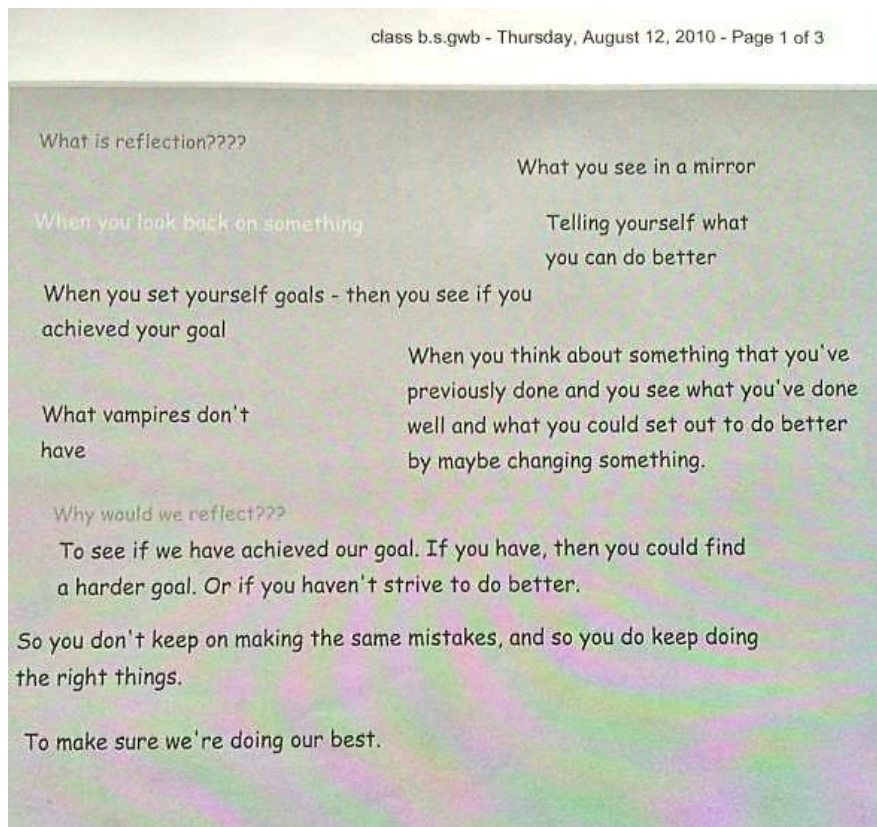 class b.s.gwb - Thursday, August 12, 2010 - Page 1 of 3
What is reflection????
What you see in a mirror
When you look back on something
Telling yourself what
you can do better
When you set yourself goals - then you see if you
achieved your goal
When you think about something that you've
previously done and you see what you've done
well and what you could set out to do better
by maybe changing something.
What vampires don't
have
Why would we reflect???
To see if we have achieved our goal. If you have, then you could find
a harder goal. Or if you haven't strive to do better.
So you don't keep on making the same mistakes, and so you do keep doing
the right things.
To make sure we're doing our best.